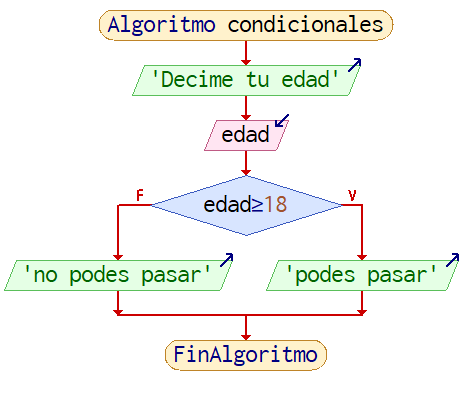 Algoritmo condicionales
'Decime tu edad'
edad
F
V
edad≥18
'no podes pasar'
'podes pasar'
FinAlgoritmo